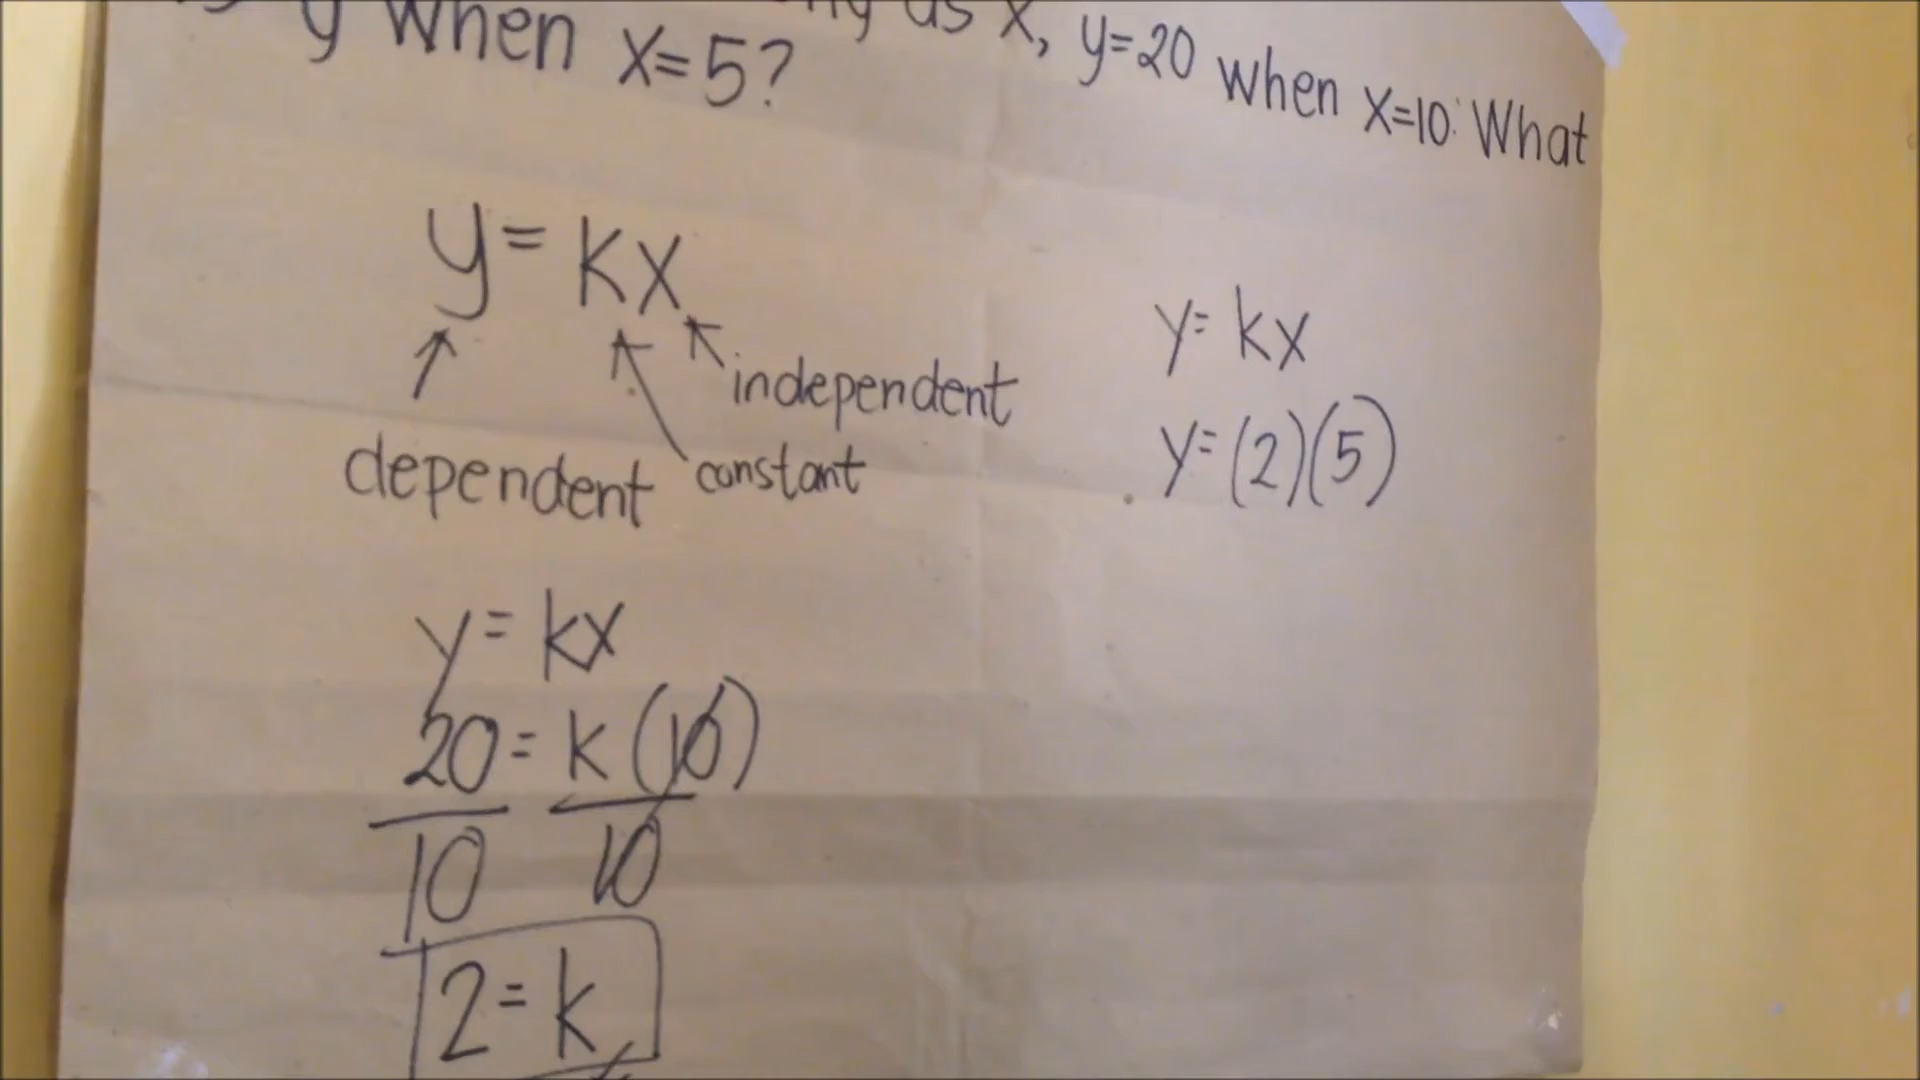 as x, y=20 when x=10. What
y when x=5?
y = kx
independent
dependent constant
y = kx
20 = k (10)
10 10
2 = k
y = kx
y = (2)(5)